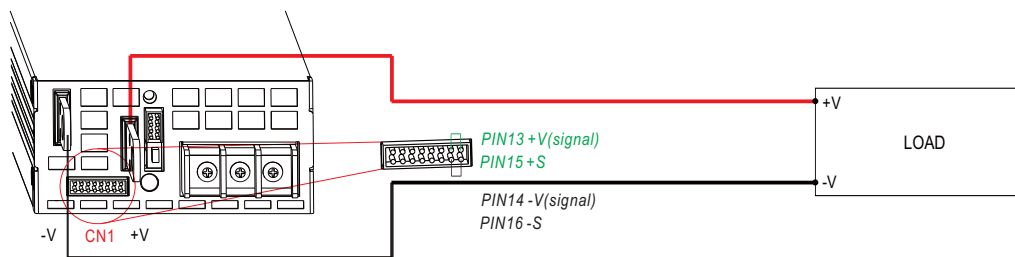 +V
PIN13 +V(signal)
LOAD
PIN15 +S
-V
PIN14 -V(signal)
PIN16 -S
-V CN1 +V